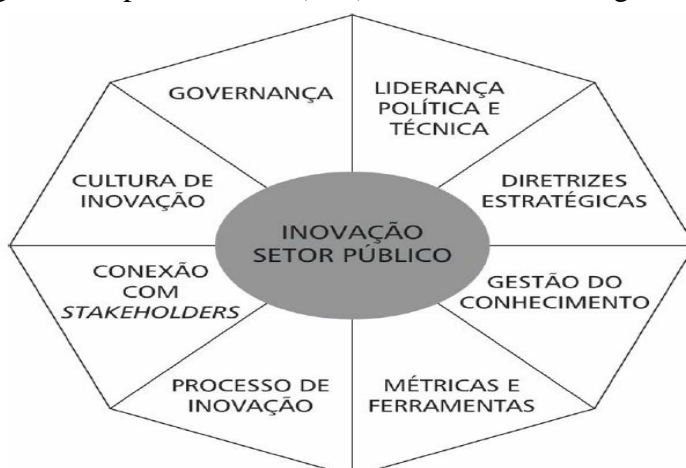 GOVERNANÇA
LIDERANÇA
POLÍTICA E
TÉCNICA
CULTURA DE
INOVAÇÃO
DIRETRIZES
ESTRATÉGICAS
INOVAÇÃO
SETOR PÚBLICO
CONEXÃO
COM
STAKEHOLDERS
GESTÃO DO
CONHECIMENTO
PROCESSO DE
INOVAÇÃO
MÉTRICAS E
FERRAMENTAS